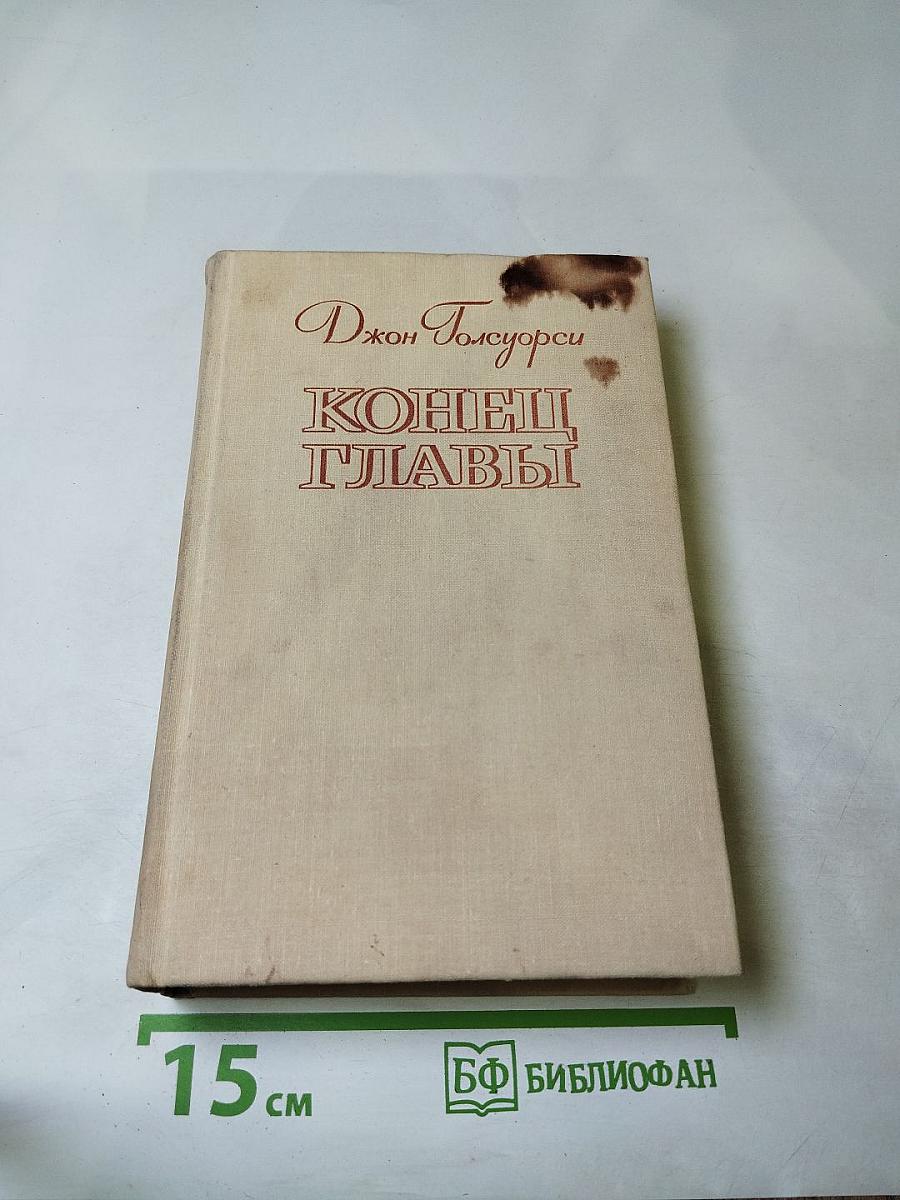 Джон Голсуорси
КОНЕЦ
ГЛАВЫ
15 см
БФ БИБЛИОФАН